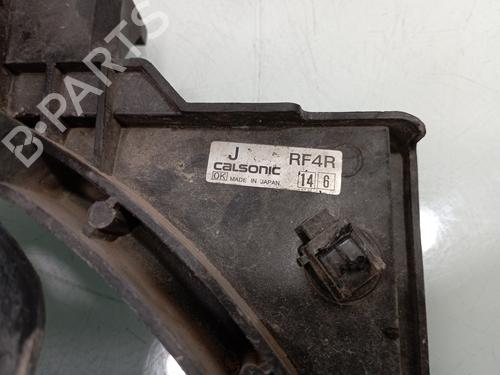 B-PARTS
J RF4R
calsonic
OK MADE IN JAPAN 14 6